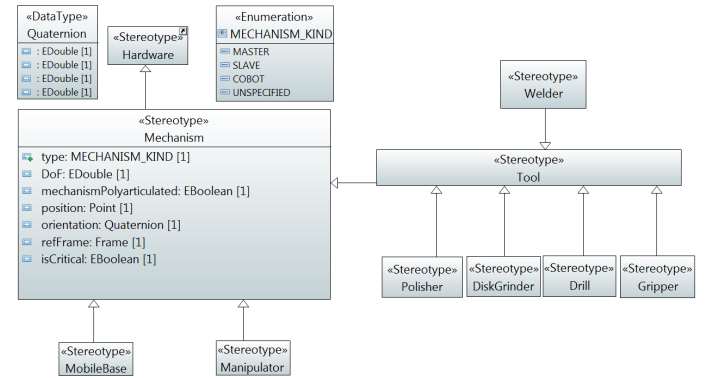 «DataType»
Quaternion
: EDouble [1]
: EDouble [1]
: EDouble [1]
: EDouble [1]
«Stereotype»
Hardware
«Enumeration»
MECHANISM_KIND
MASTER
SLAVE
COBOT
UNSPECIFIED
«Stereotype»
Mechanism
type: MECHANISM_KIND [1]
DoF: EDouble [1]
mechanismPolyarticulated: EBoolean [1]
position: Point [1]
orientation: Quaternion [1]
refFrame: Frame [1]
isCritical: EBoolean [1]
«Stereotype»
Welder
«Stereotype»
Tool
«Stereotype»
Polisher
«Stereotype»
DiskGrinder
«Stereotype»
Drill
«Stereotype»
Gripper
«Stereotype»
MobileBase
«Stereotype»
Manipulator